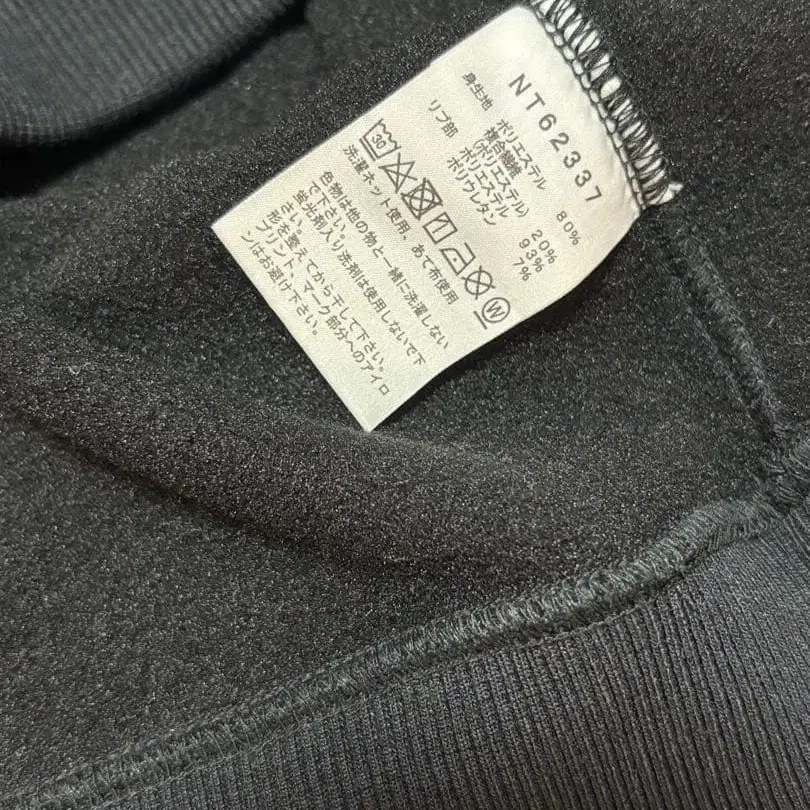 NT62337
身生地 ポリエステル 80%
複合繊維
(ポリエステル) 20%
リブ部 ポリエステル 93%
ポリウレタン 7%
30
W
洗濯ネット使用、あて布使用
色物は他の物と一緒に洗濯しない
で下さい。
蛍光剤入り洗剤は使用しないで下
さい。
形を整えてから干して下さい。
プリント、マーク部分へのアイロ
ンはお避け下さい。